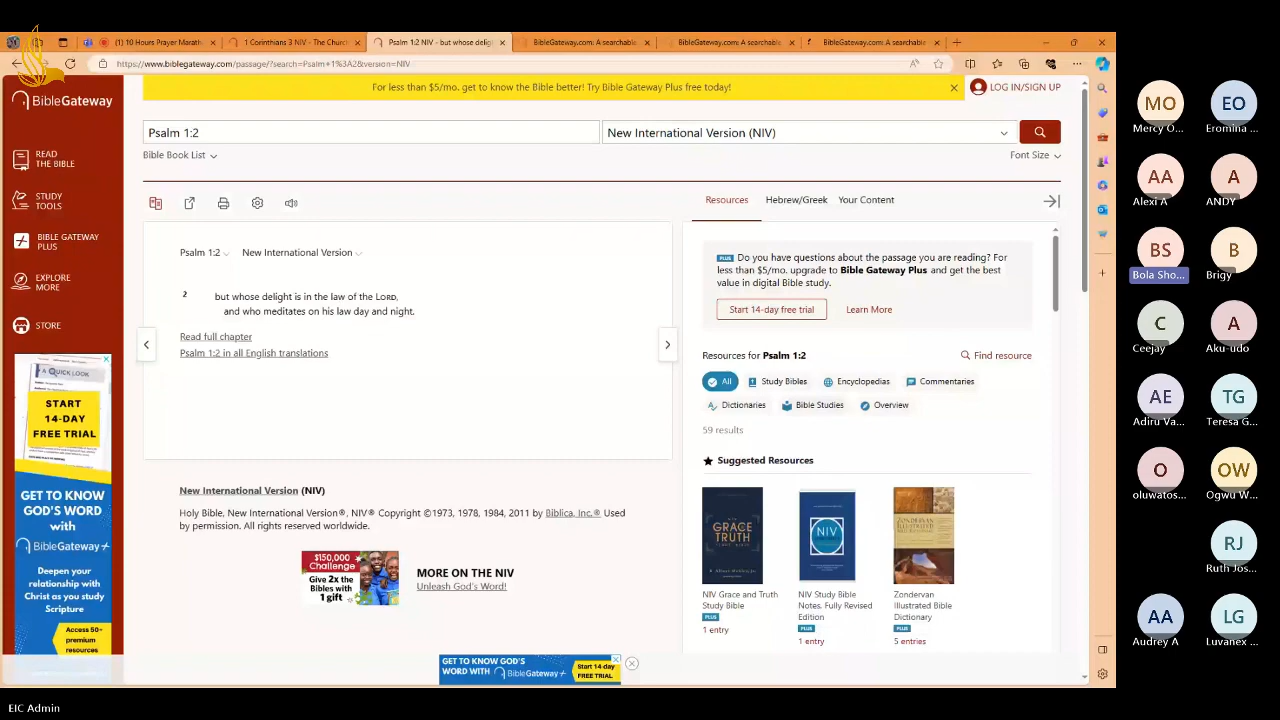 (1) 10 Hours Prayer Marath
1 Corinthians 3 NIV - The Church
Psalm 1:2 NIV - but whose delig
BibleGateway.com: A searchable
BibleGateway.com: A searchable
BibleGateway.com: A searchable
https://www.biblegateway.com/passage/?search=Psalm+1%3A2&version=NIV
BibleGateway
For less than $5/mo. get to know the Bible better! Try Bible Gateway Plus free today!
LOG IN/SIGN UP
Psalm 1:2
New International Version (NIV)
Bible Book List
Font Size
READ
THE BIBLE
STUDY
TOOLS
BIBLE GATEWAY
PLUS
EXPLORE
MORE
STORE
Resources
Hebrew/Greek
Your Content
Psalm 1:2
New International Version
2 but whose delight is in the law of the LORD,
and who meditates on his law day and night.
Read full chapter
Psalm 1:2 in all English translations
PLUS Do you have questions about the passage you are reading? For
less than $5/mo. upgrade to Bible Gateway Plus and get the best
value in digital Bible study.
Start 14-day free trial
Learn More
Resources for Psalm 1:2
Find resource
All
Study Bibles
Encyclopedias
Commentaries
Dictionaries
Bible Studies
Overview
59 results
Suggested Resources
GRACE
TRUTH
NIV
NIV Grace and Truth
Study Bible
PLUS
1 entry
NIV Study Bible
Notes, Fully Revised
Edition
PLUS
1 entry
Zondervan
Illustrated Bible
Dictionary
PLUS
5 entries
New International Version (NIV)
Holy Bible, New International Version®, NIV® Copyright ©1973, 1978, 1984, 2011 by Biblica, Inc.® Used
by permission. All rights reserved worldwide.
$150,000
Challenge
Give 2x the
Bibles with
1 gift
MORE ON THE NIV
Unleash God's Word!
A QUICK LOOK
START
14-DAY
FREE TRIAL
GET TO KNOW
GOD'S WORD
with
BibleGateway+
Deepen your
relationship with
Christ as you study
Scripture
Access 50+
premium
resources
GET TO KNOW GOD'S
WORD WITH BibleGateway+
Start 14-day
FREE TRIAL
MO
Mercy O...
EO
Eromina ...
AA
Alexi A
A
ANDY
BS
Bola Sho...
B
Brigy
C
Ceejay
A
Aku-udo
AE
Adiru Va...
TG
Teresa G...
O
oluwatos...
OW
Ogwu W...
RJ
Ruth Jos...
AA
Audrey A
LG
Luvanex ...
EIC Admin